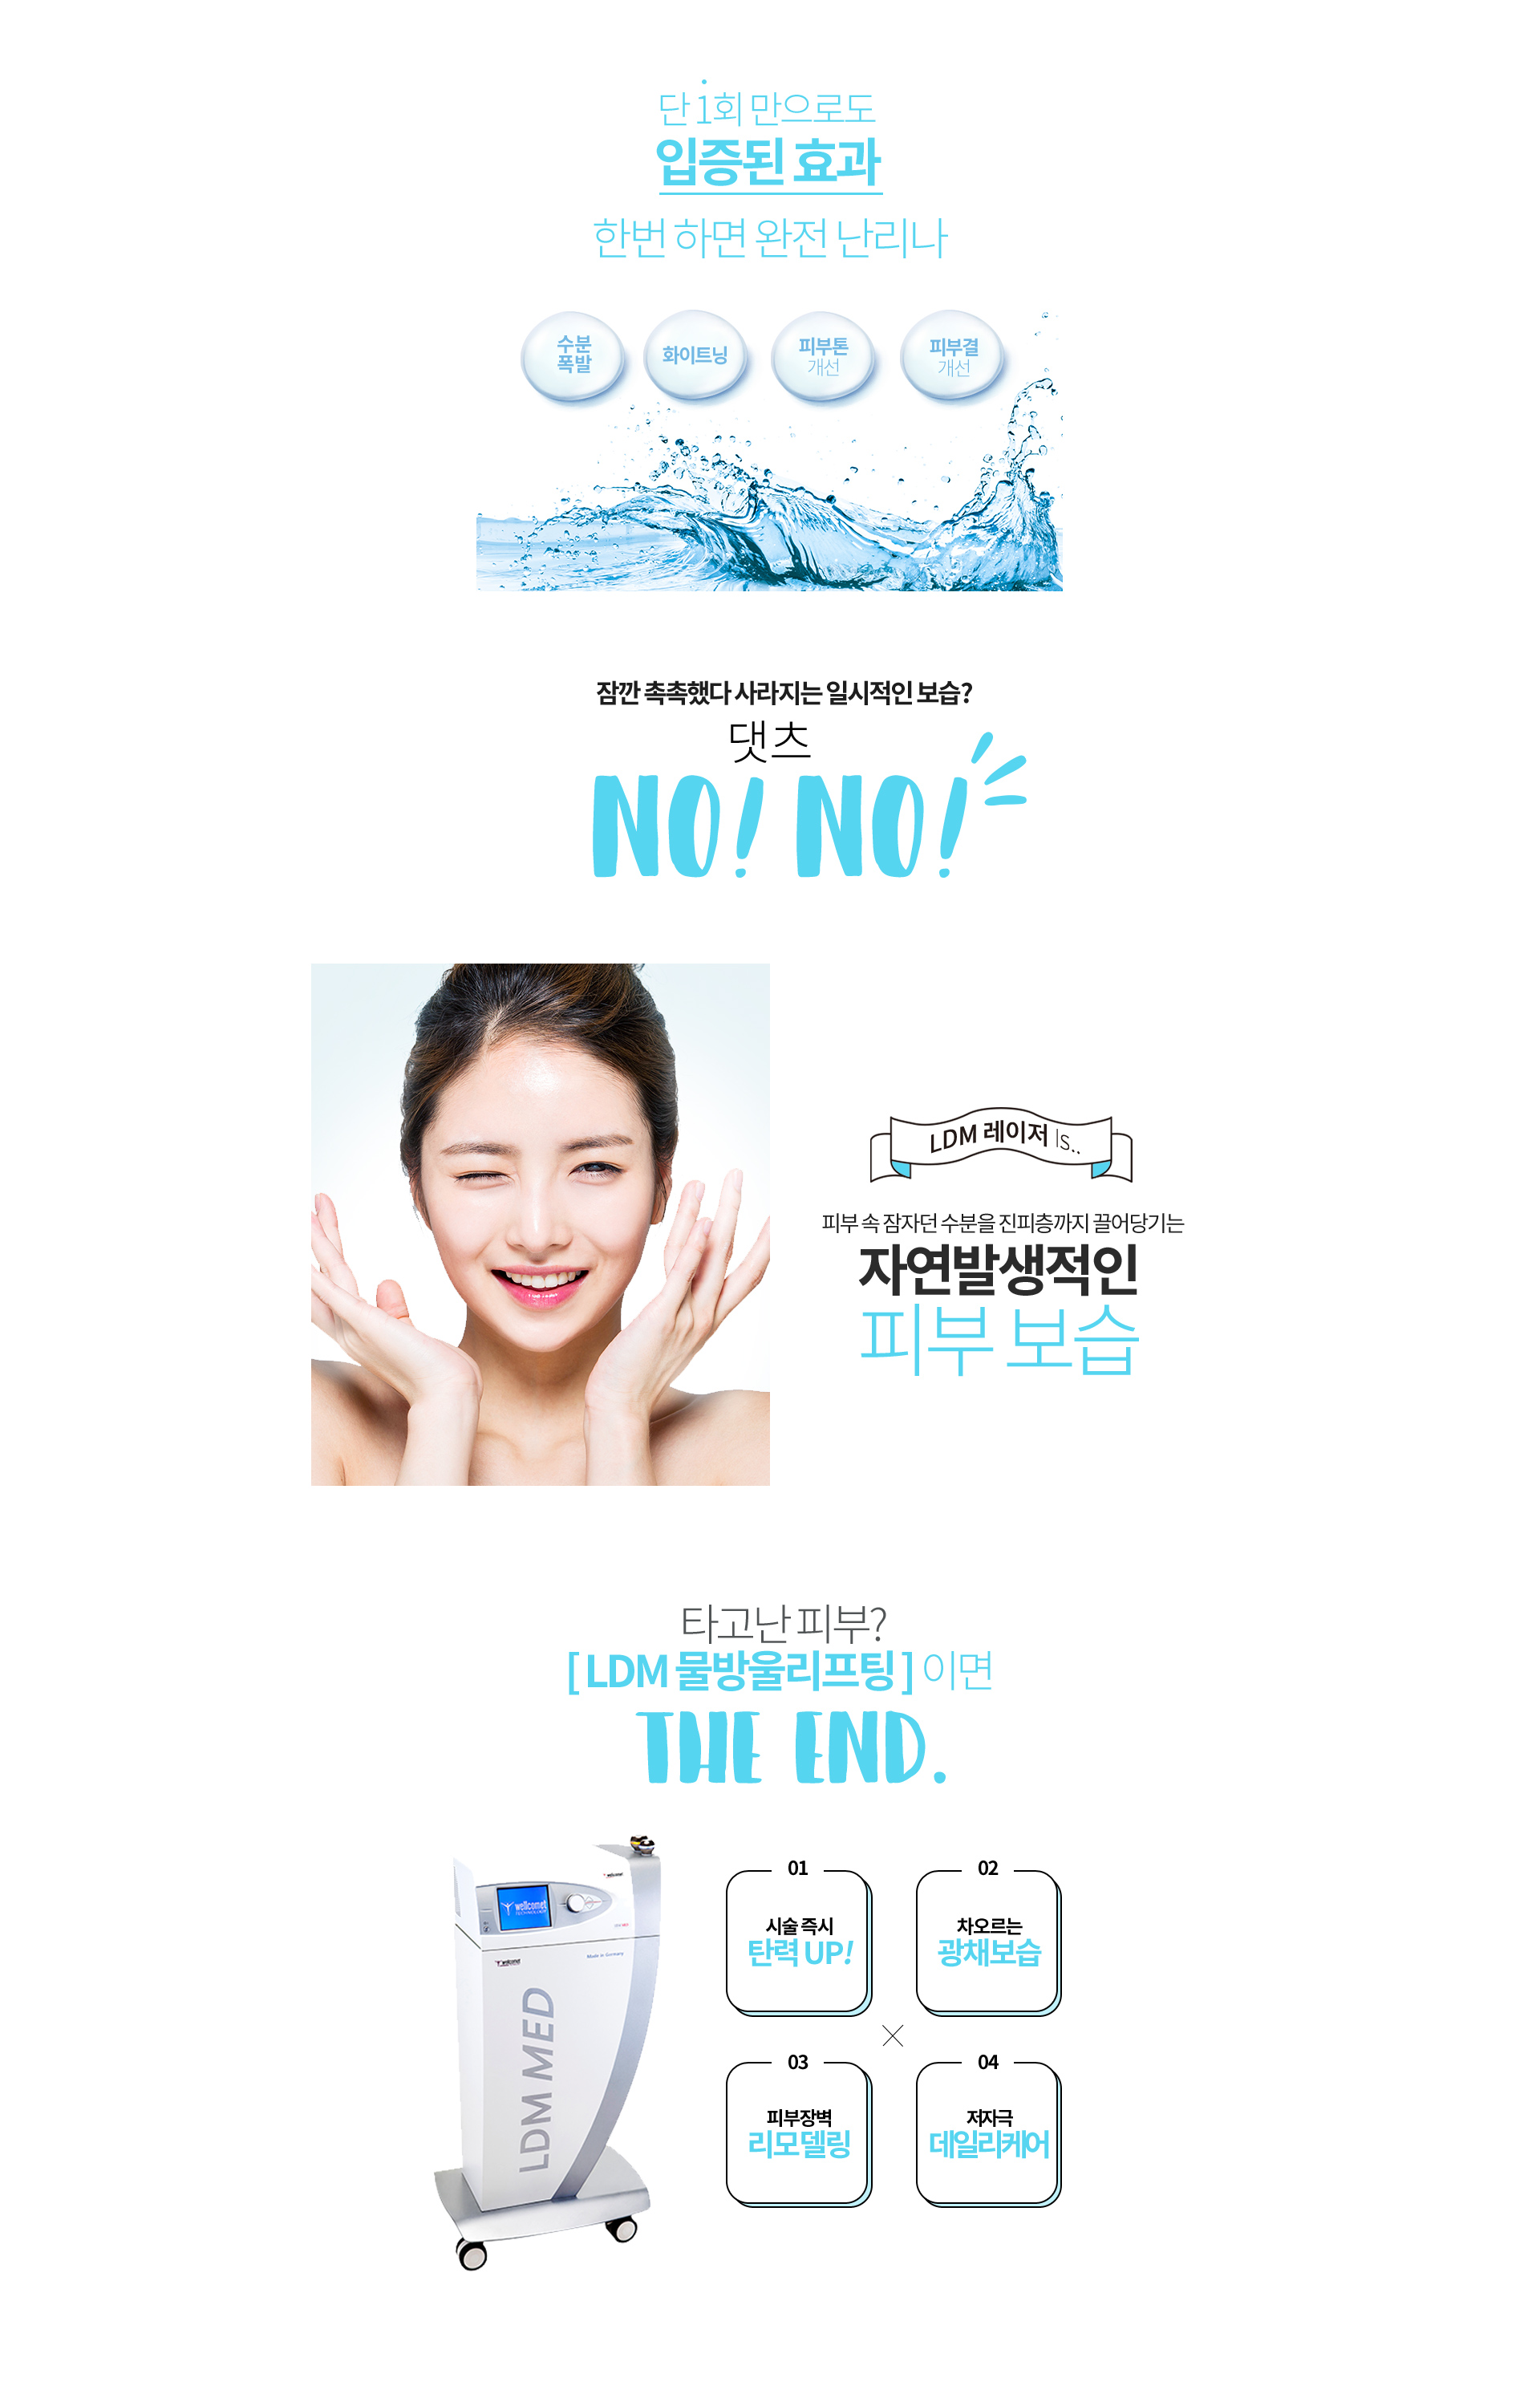 단 1회 만으로도
입증된 효과
한번 하면 완전 난리나
수분
폭발
화이트닝
피부톤
개선
피부결
개선
잠깐 촉촉했다 사라지는 일시적인 보습?
댓츠
NO! NO!
LDM 레이저 Is..
피부 속 잠자던 수분을 진피층까지 끌어당기는
자연발생적인
피부 보습
타고난 피부?
[ LDM 물방울리프팅 ] 이면
THE END.
wellcomet
wellcomet
TECHNOLOGY
Made in Germany
wellcomet
LDM MED
01
시술 즉시
탄력 UP!
02
차오르는
광채보습
03
피부장벽
리모델링
04
저자극
데일리케어